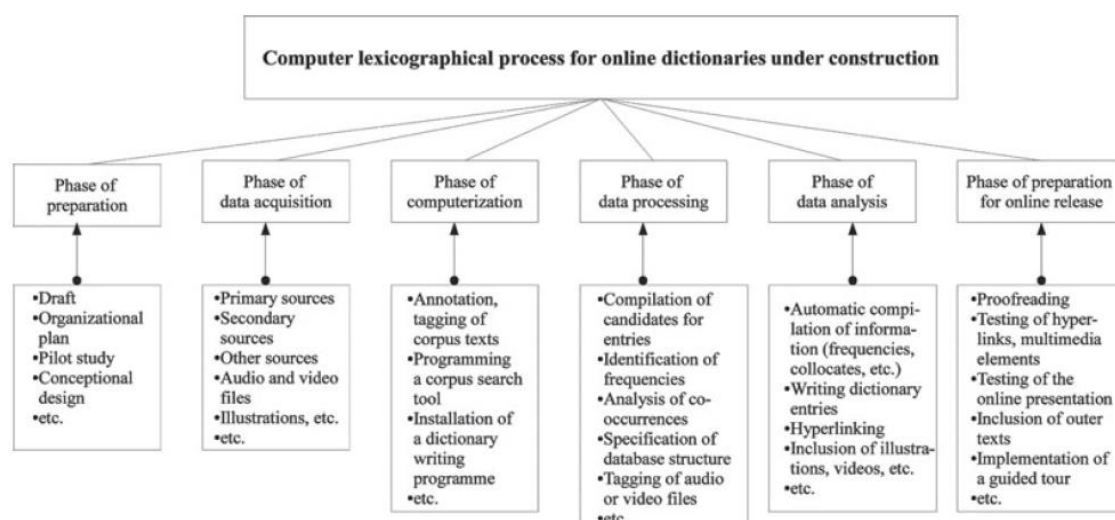 Computer lexicographical process for online dictionaries under construction
Phase of
preparation
Phase of
data acquisition
Phase of
computerization
Phase of
data processing
Phase of
data analysis
Phase of preparation
for online release
•Draft
•Organizational
plan
•Pilot study
•Conceptional
design
•etc.
•Primary sources
•Secondary
sources
•Other sources
•Audio and video
files
•Illustrations, etc.
•etc.
•Annotation,
tagging of
corpus texts
•Programming
a corpus search
tool
•Installation of
a dictionary
writing
programme
•etc.
•Compilation of
candidates for
entries
•Identification of
frequencies
•Analysis of co-
occurrences
•Specification of
database structure
•Tagging of audio
or video files
•etc.
•Automatic compi-
lation of informa-
tion (frequencies,
collocates, etc.)
•Writing dictionary
entries
•Hyperlinking
•Inclusion of illustra-
tions, videos, etc.
•etc.
•Proofreading
•Testing of hyper-
links, multimedia
elements
•Testing of the
online presentation
•Inclusion of outer
texts
•Implementation of
a guided tour
•etc.